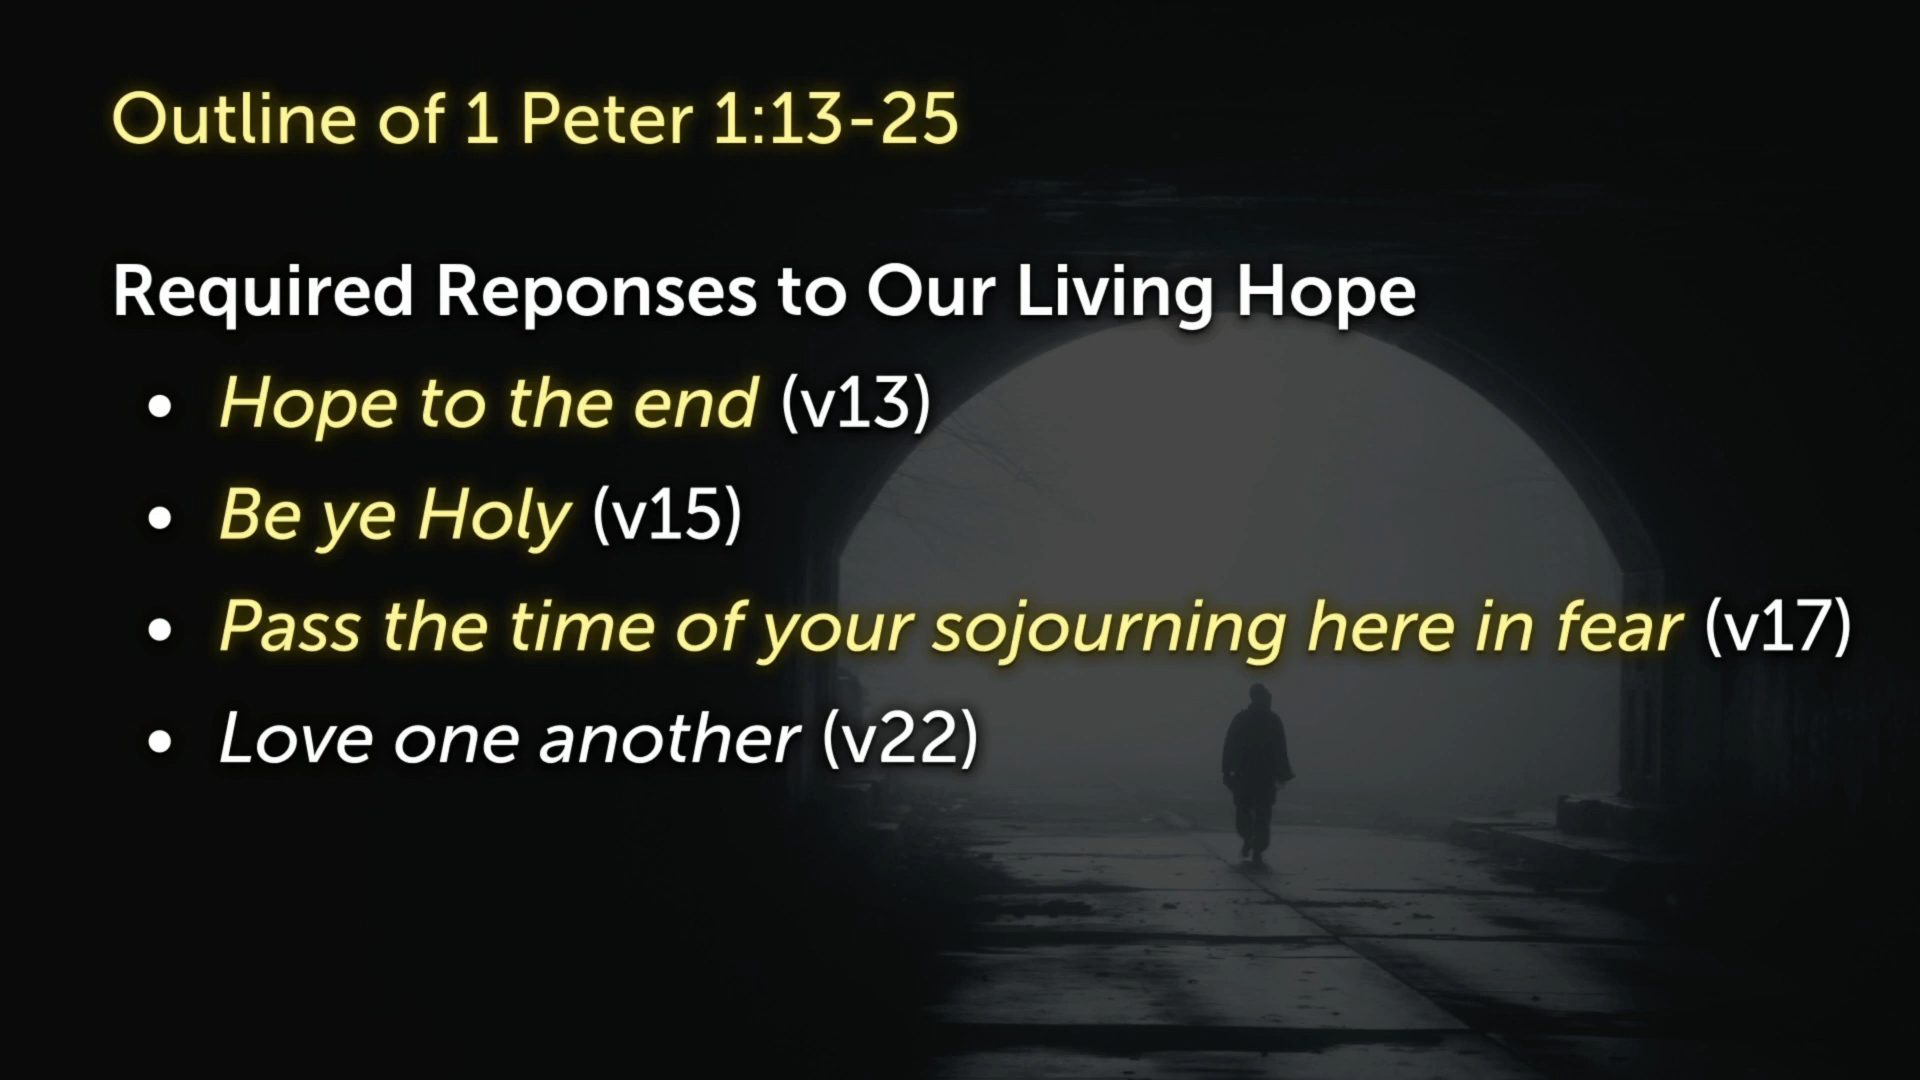 Outline of 1 Peter 1:13-25
Required Reponses to Our Living Hope
• Hope to the end (v13)
• Be ye Holy (v15)
• Pass the time of your sojourning here in fear (v17)
• Love one another (v22)